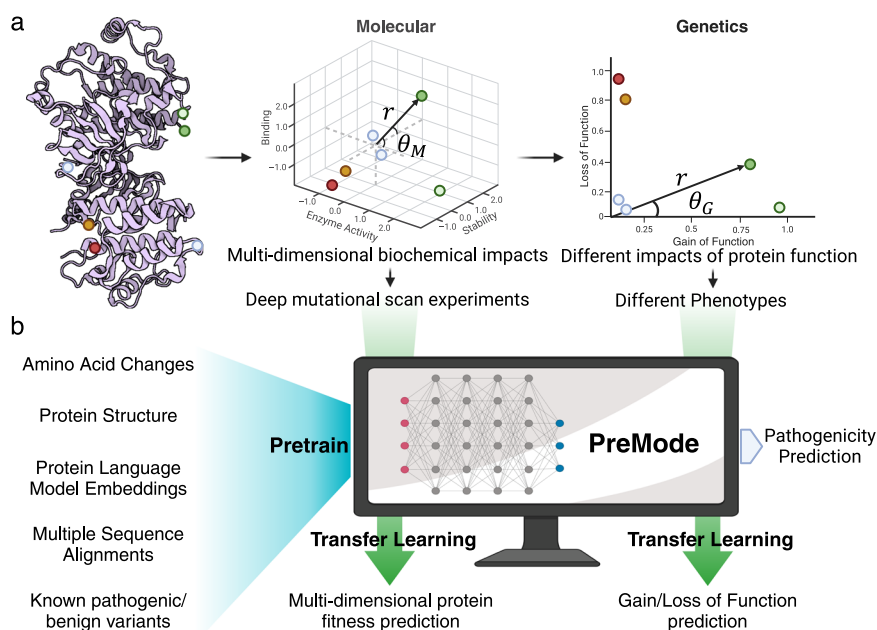 a
Molecular
Genetics
Binding
2.0
1.0
0.0
-1.0
r
θ_M
-1.0
0.0
1.0
2.0
Enzyme Activity
-1.0
0.0
1.0
2.0
Stability
Loss of Function
1.0
0.8
0.6
0.4
0.2
0
r
θ_G
0.25
0.5
1.0
Gain of Function
Multi-dimensional biochemical impacts
Different impacts of protein function
Deep mutational scan experiments
Different Phenotypes
b
Amino Acid Changes
Protein Structure
Protein Language
Model Embeddings
Multiple Sequence
Alignments
Known pathogenic/
benign variants
Pretrain
PreMode
Pathogenicity
Prediction
Transfer Learning
Transfer Learning
Multi-dimensional protein
fitness prediction
Gain/Loss of Function
prediction